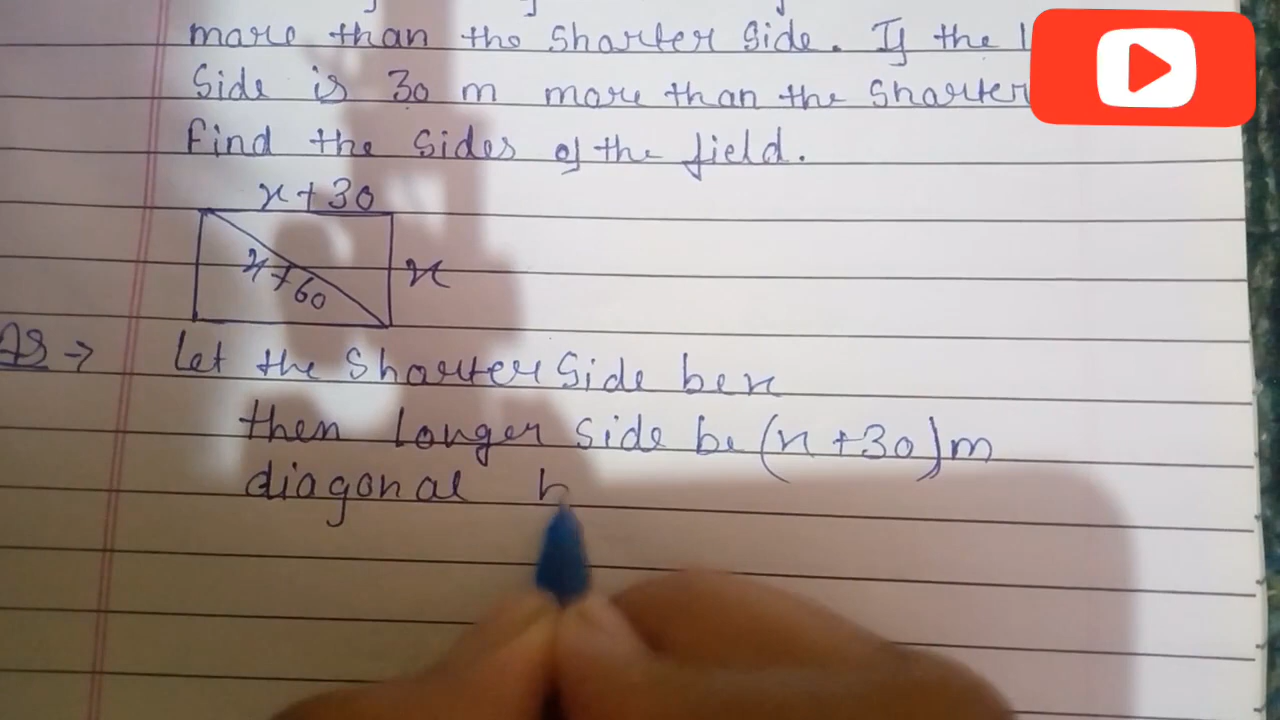 more than the shorter side. If the
side is 30 m more than the shorter
find the sides of the field.
x + 30
x + 60
x
Let the shorter side be x
then longer side be (x + 30) m
diagonal b